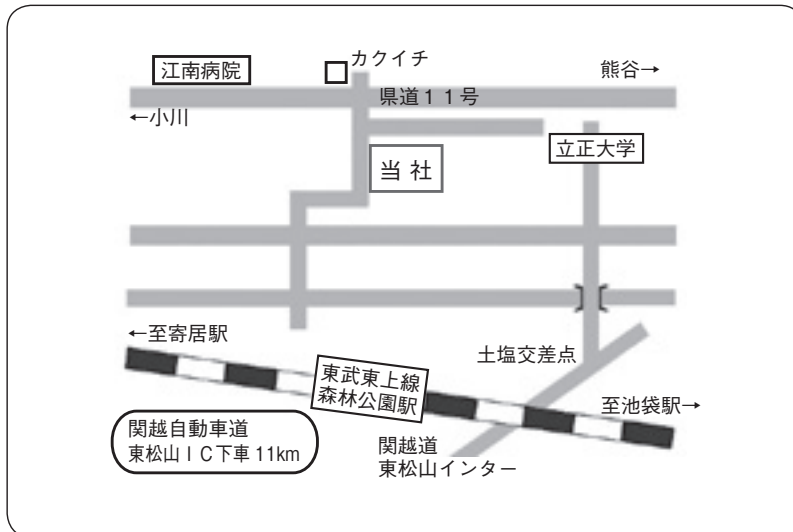 カクイチ
江南病院
熊谷→
県道11号
←小川
立正大学
当社
←至寄居駅
土塩交差点
東武東上線
森林公園駅
至池袋駅→
関越自動車道
東松山IC下車 11km
関越道
東松山インター